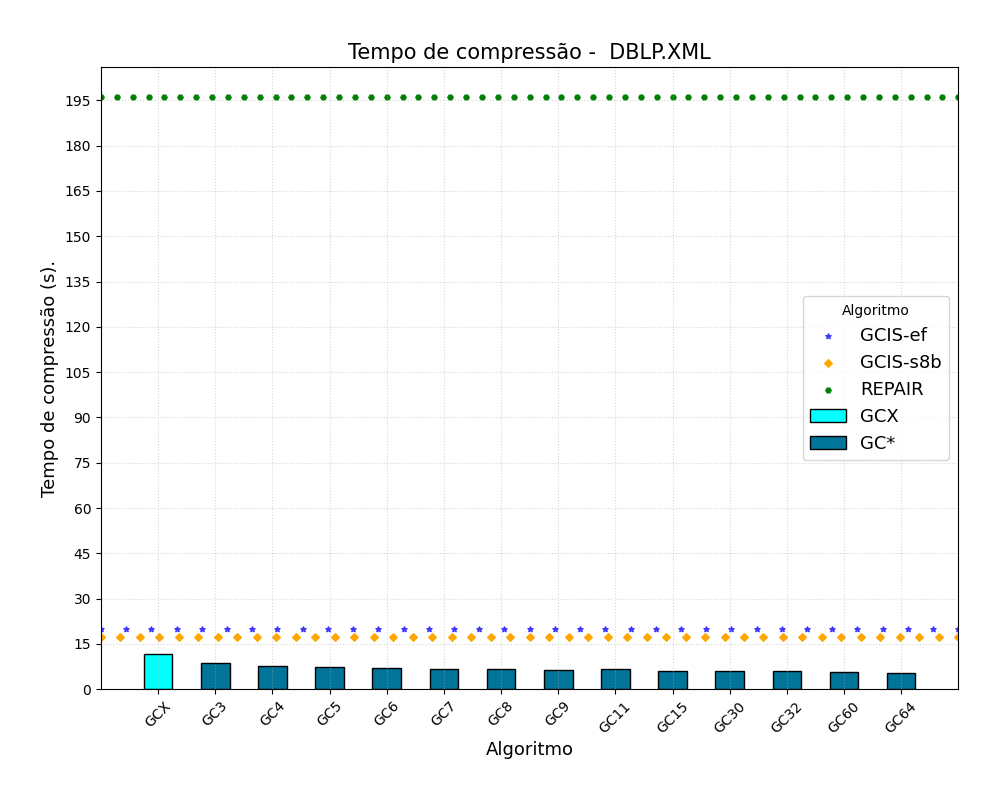 Tempo de compressão -  DBLP.XML
Tempo de compressão (s).
195
180
165
150
135
120
105
90
75
60
45
30
15
0
Algoritmo
GCIS-ef
GCIS-s8b
REPAIR
GCX
GC*
GCX
GC3
GC4
GC5
GC6
GC7
GC8
GC9
GC11
GC15
GC30
GC32
GC60
GC64
Algoritmo